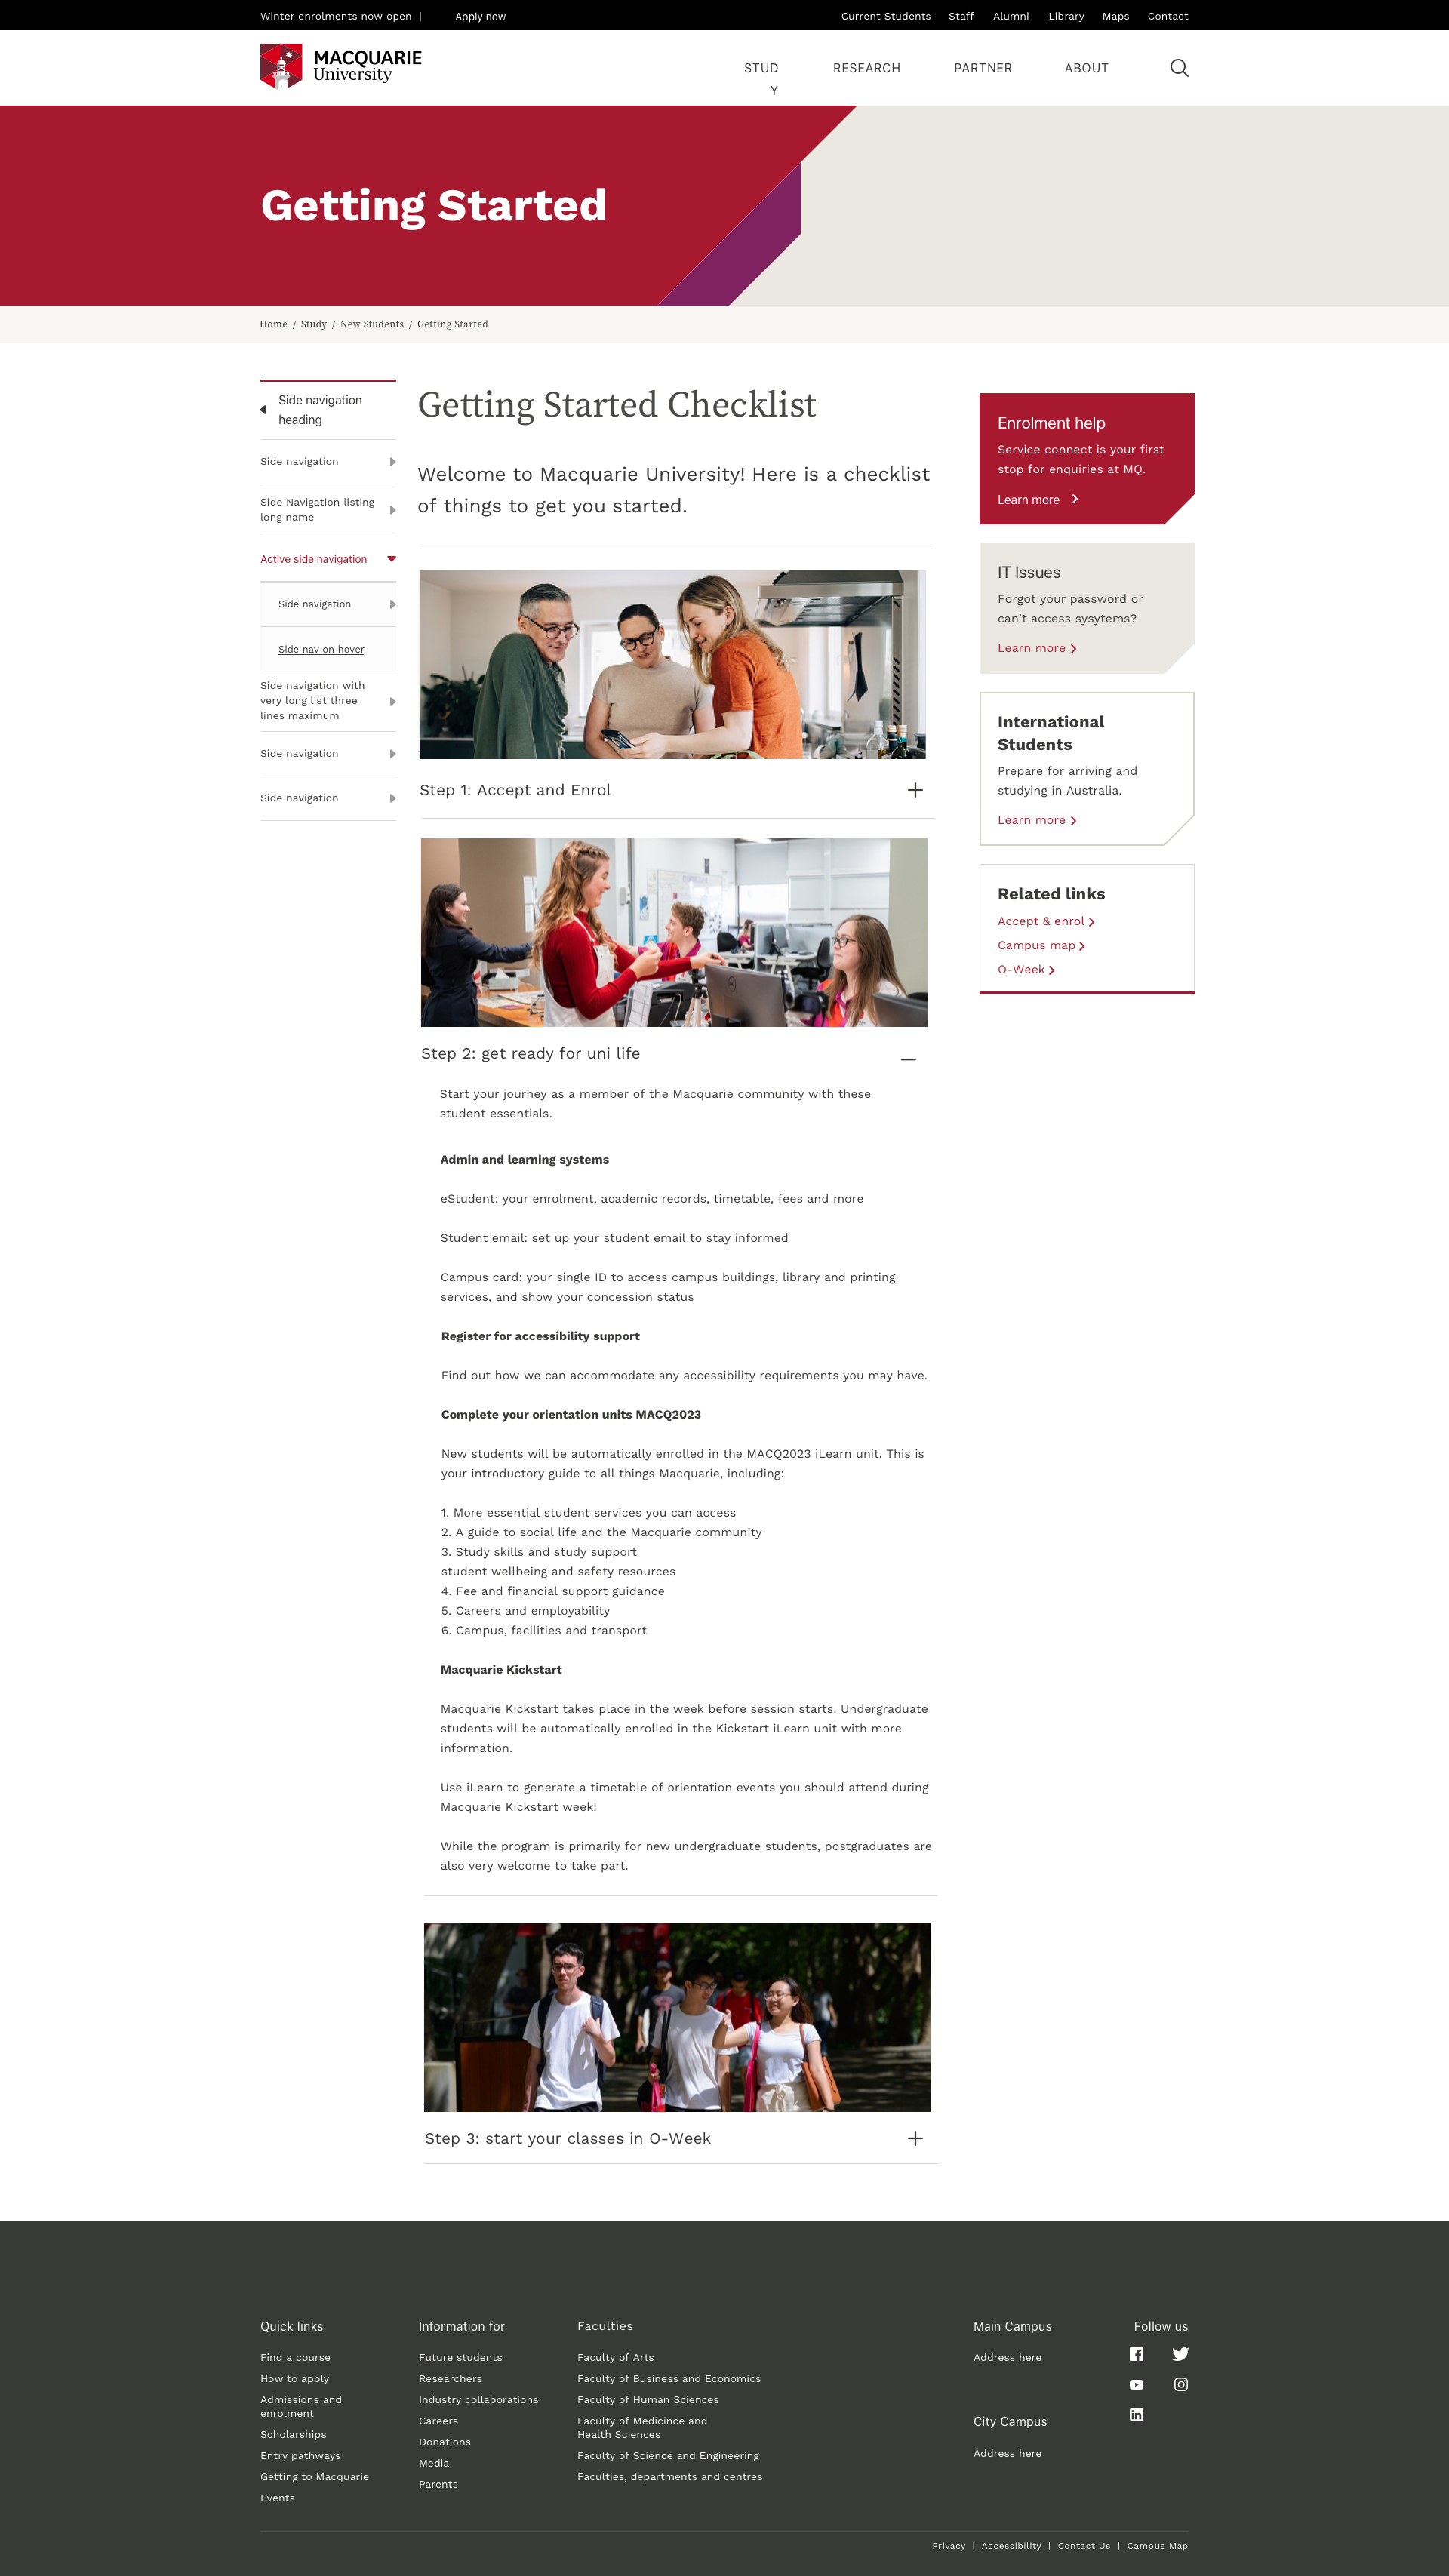 Winter enrolments now open |
Apply now
Current Students
Staff
Alumni
Library
Maps
Contact
MACQUARIE
University
STUD
Y
RESEARCH
PARTNER
ABOUT
Getting Started
Home / Study / New Students / Getting Started
Side navigation
heading
Side navigation
Side Navigation listing
long name
Active side navigation
Side navigation
Side nav on hover
Side navigation with
very long list three
lines maximum
Side navigation
Side navigation
Getting Started Checklist
Welcome to Macquarie University! Here is a checklist
of things to get you started.
Step 1: Accept and Enrol
Step 2: get ready for uni life
Start your journey as a member of the Macquarie community with these
student essentials.
Admin and learning systems
eStudent: your enrolment, academic records, timetable, fees and more
Student email: set up your student email to stay informed
Campus card: your single ID to access campus buildings, library and printing
services, and show your concession status
Register for accessibility support
Find out how we can accommodate any accessibility requirements you may have.
Complete your orientation units MACQ2023
New students will be automatically enrolled in the MACQ2023 iLearn unit. This is
your introductory guide to all things Macquarie, including:
1. More essential student services you can access
2. A guide to social life and the Macquarie community
3. Study skills and study support
student wellbeing and safety resources
4. Fee and financial support guidance
5. Careers and employability
6. Campus, facilities and transport
Macquarie Kickstart
Macquarie Kickstart takes place in the week before session starts. Undergraduate
students will be automatically enrolled in the Kickstart iLearn unit with more
information.
Use iLearn to generate a timetable of orientation events you should attend during
Macquarie Kickstart week!
While the program is primarily for new undergraduate students, postgraduates are
also very welcome to take part.
Step 3: start your classes in O-Week
Enrolment help
Service connect is your first
stop for enquiries at MQ.
Learn more
IT Issues
Forgot your password or
can't access sysytems?
Learn more
International
Students
Prepare for arriving and
studying in Australia.
Learn more
Related links
Accept & enrol
Campus map
O-Week
Quick links
Find a course
How to apply
Admissions and
enrolment
Scholarships
Entry pathways
Getting to Macquarie
Events
Information for
Future students
Researchers
Industry collaborations
Careers
Donations
Media
Parents
Faculties
Faculty of Arts
Faculty of Business and Economics
Faculty of Human Sciences
Faculty of Medicince and
Health Sciences
Faculty of Science and Engineering
Faculties, departments and centres
Main Campus
Address here
City Campus
Address here
Follow us
Privacy | Accessibility | Contact Us | Campus Map